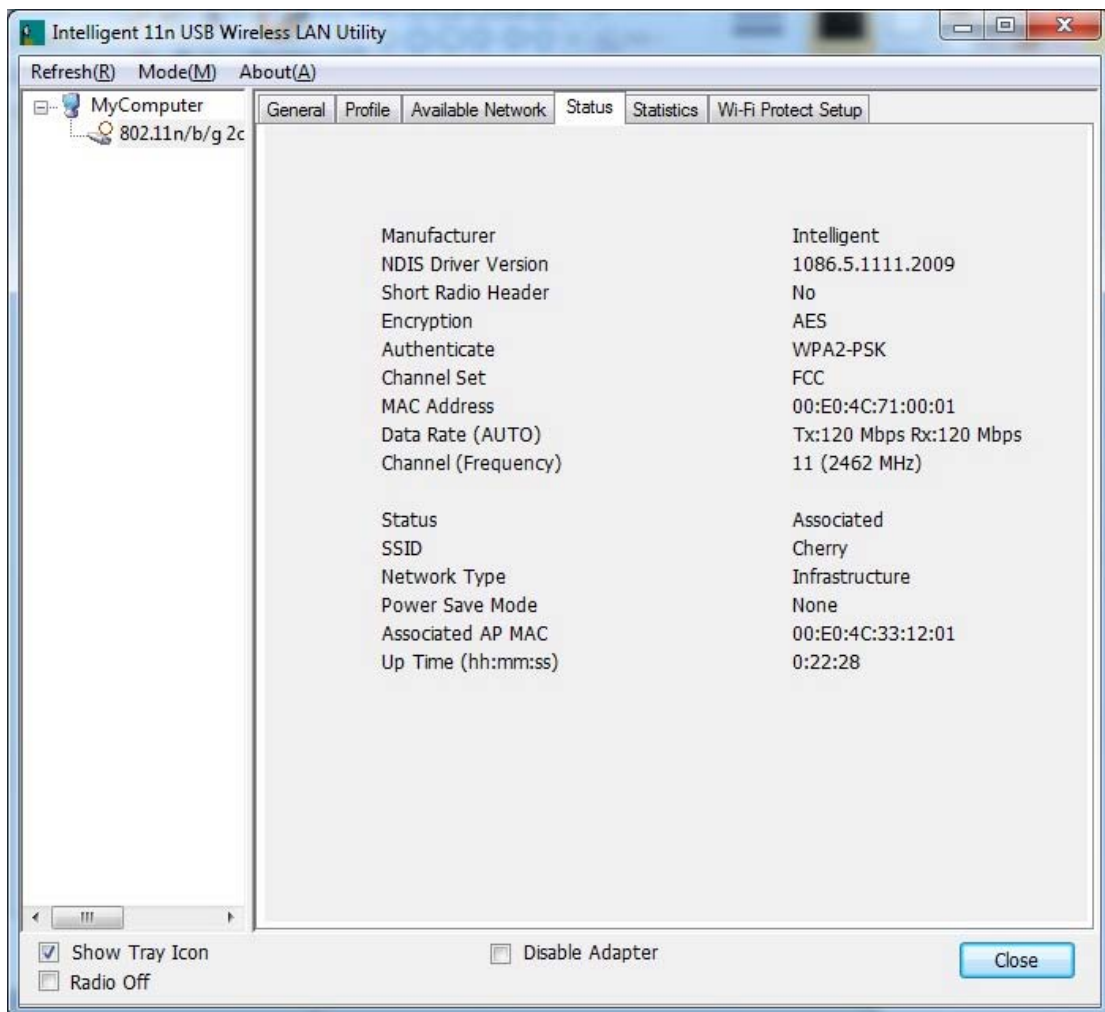 Intelligent 11n USB Wireless LAN Utility
Refresh(R) Mode(M) About(A)
MyComputer
802.11n/b/g 2c
General Profile Available Network Status Statistics Wi-Fi Protect Setup
Manufacturer Intelligent
NDIS Driver Version 1086.5.1111.2009
Short Radio Header No
Encryption AES
Authenticate WPA2-PSK
Channel Set FCC
MAC Address 00:E0:4C:71:00:01
Data Rate (AUTO) Tx:120 Mbps Rx:120 Mbps
Channel (Frequency) 11 (2462 MHz)
Status Associated
SSID Cherry
Network Type Infrastructure
Power Save Mode None
Associated AP MAC 00:E0:4C:33:12:01
Up Time (hh:mm:ss) 0:22:28
Show Tray Icon
Radio Off
Disable Adapter
Close